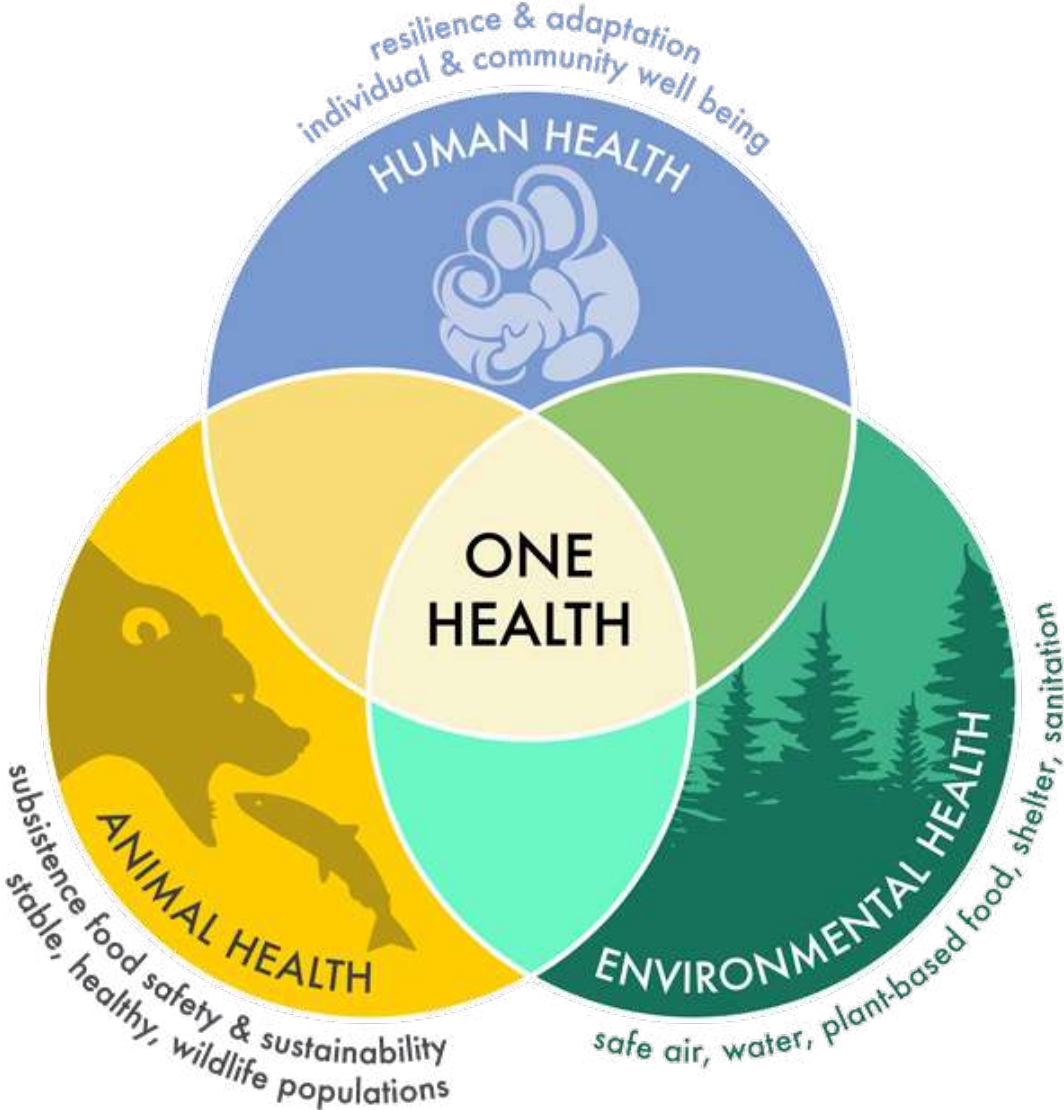 resilience & adaptation
individual & community well being
HUMAN HEALTH
ONE
HEALTH
ANIMAL HEALTH
subsistence food safety & sustainability
stable, healthy, wildlife populations
ENVIRONMENTAL HEALTH
safe air, water, plant-based food, shelter, sanitation